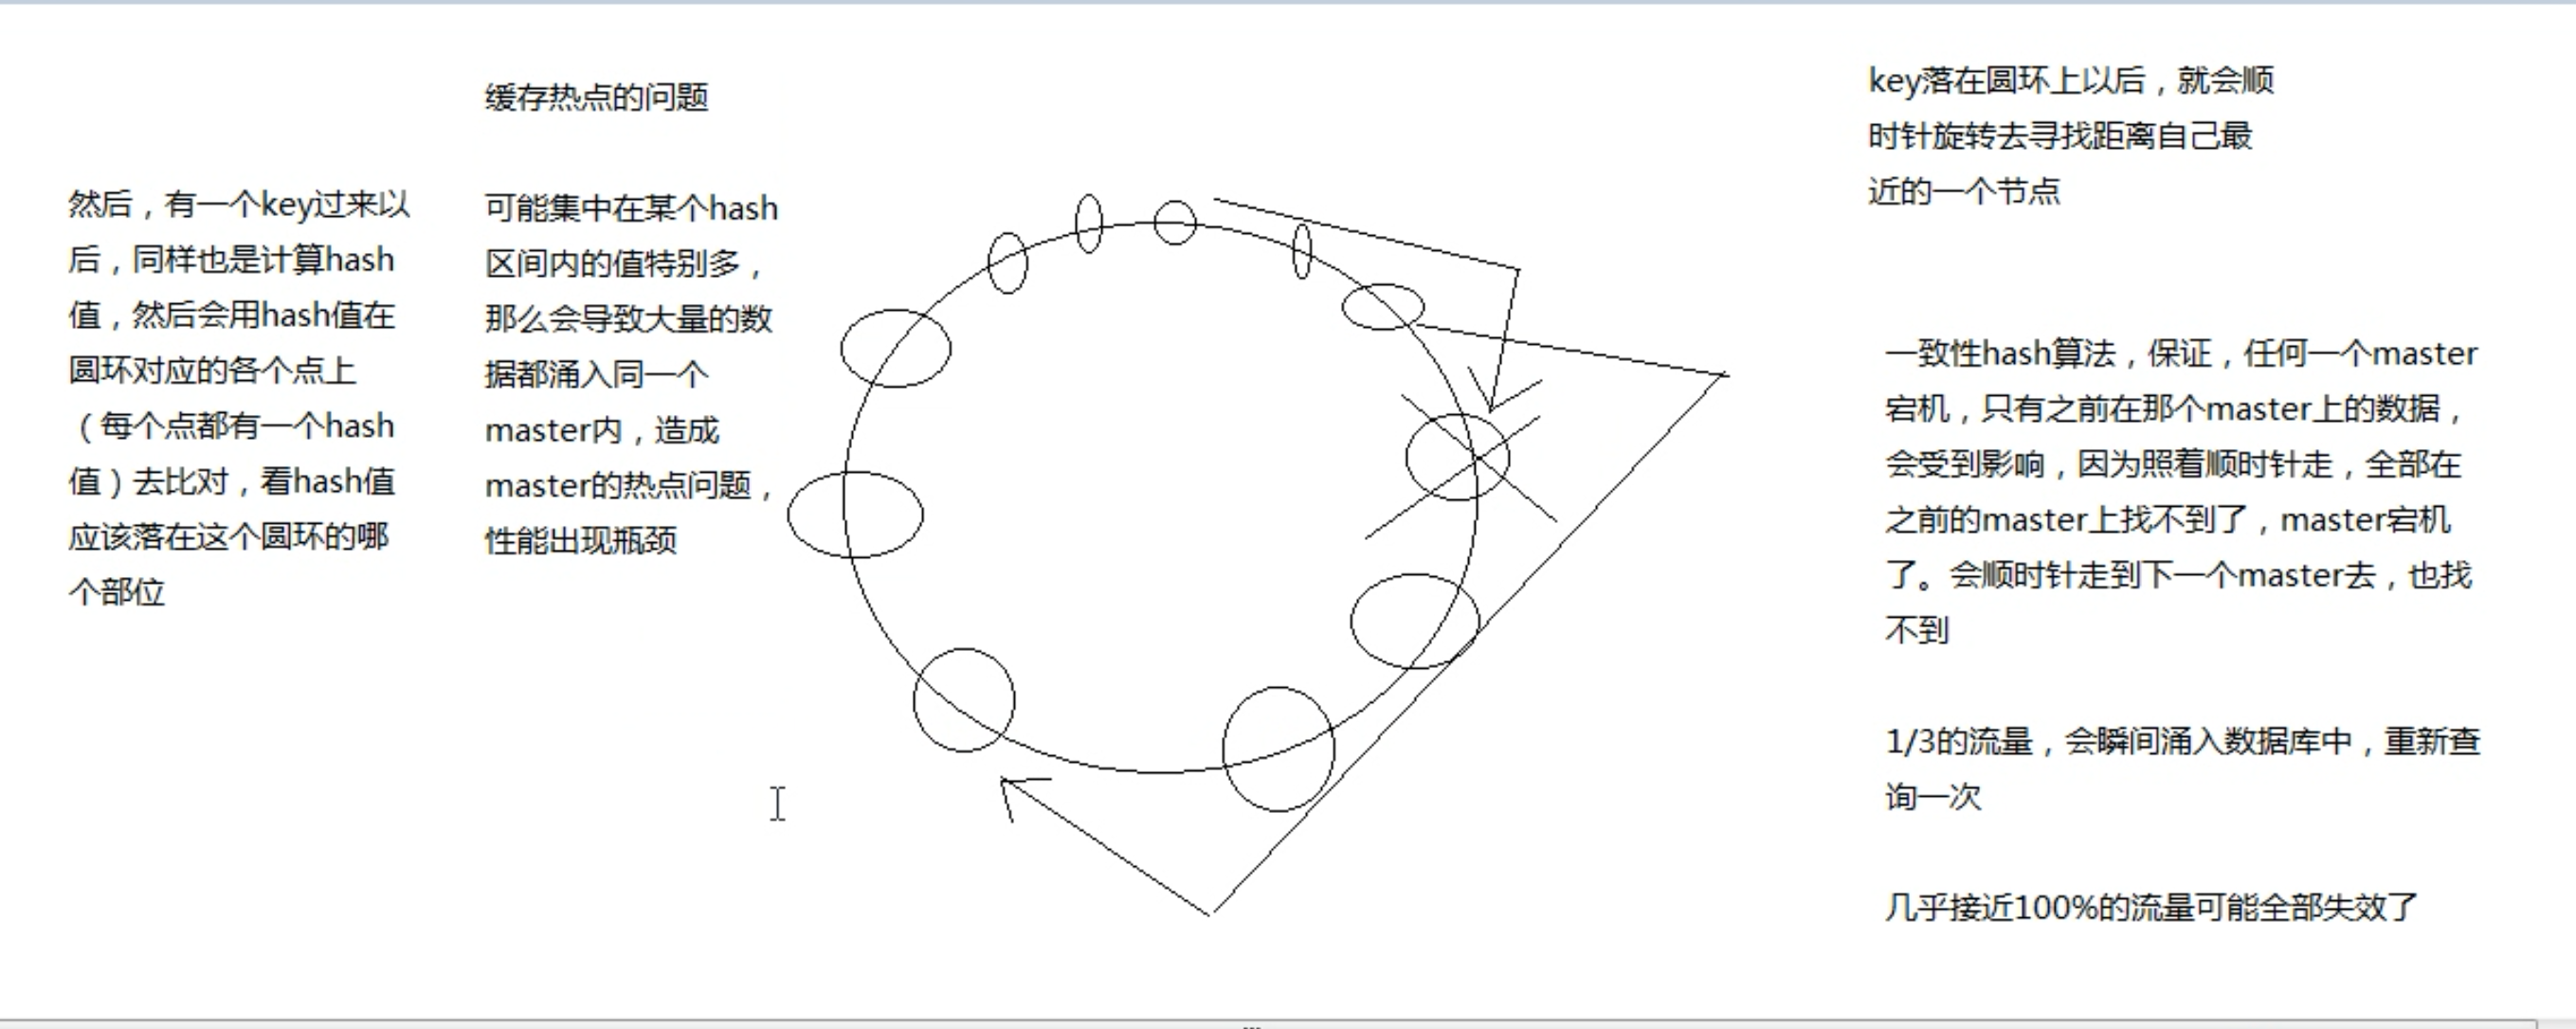 然后，有一个key过来以
后，同样也是计算hash
值，然后会用hash值在
圆环对应的各个点上
（每个点都有一个hash
值）去比对，看hash值
应该落在这个圆环的哪
个部位
缓存热点的问题
可能集中在某个hash
区间内的值特别多，
那么会导致大量的数
据都涌入同一个
master内，造成
master的热点问题，
性能出现瓶颈
key落在圆环上以后，就会顺
时针旋转去寻找距离自己最
近的一个节点
一致性hash算法，保证，任何一个master
宕机，只有之前在那个master上的数据，
会受到影响，因为照着顺时针走，全部在
之前的master上找不到了，master宕机
了。会顺时针走到下一个master去，也找
不到
1/3的流量，会瞬间涌入数据库中，重新查
询一次
几乎接近100%的流量可能全部失效了